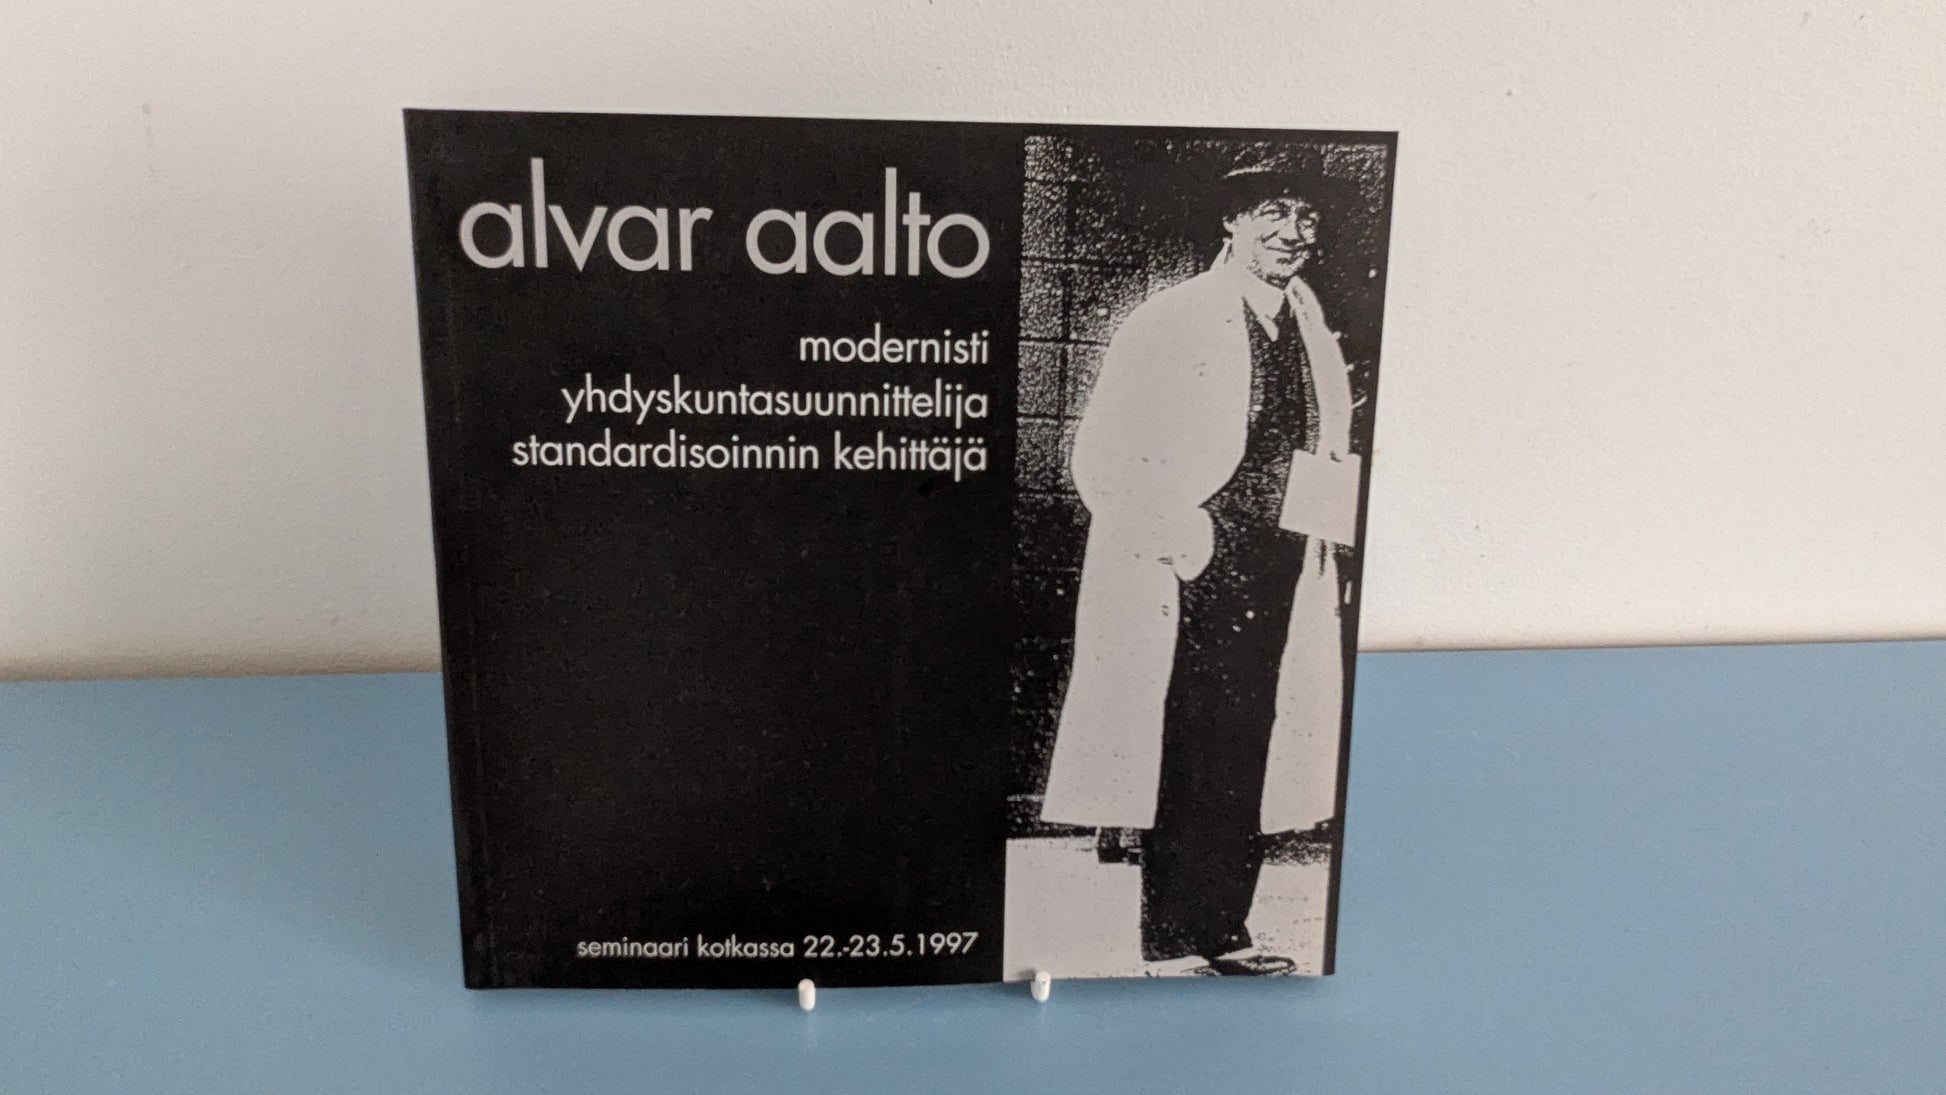 alvar aalto
modernisti
yhdyskuntasuunnittelija
standardisoinnin kehittäjä
seminaari kotkassa 22.-23.5.1997